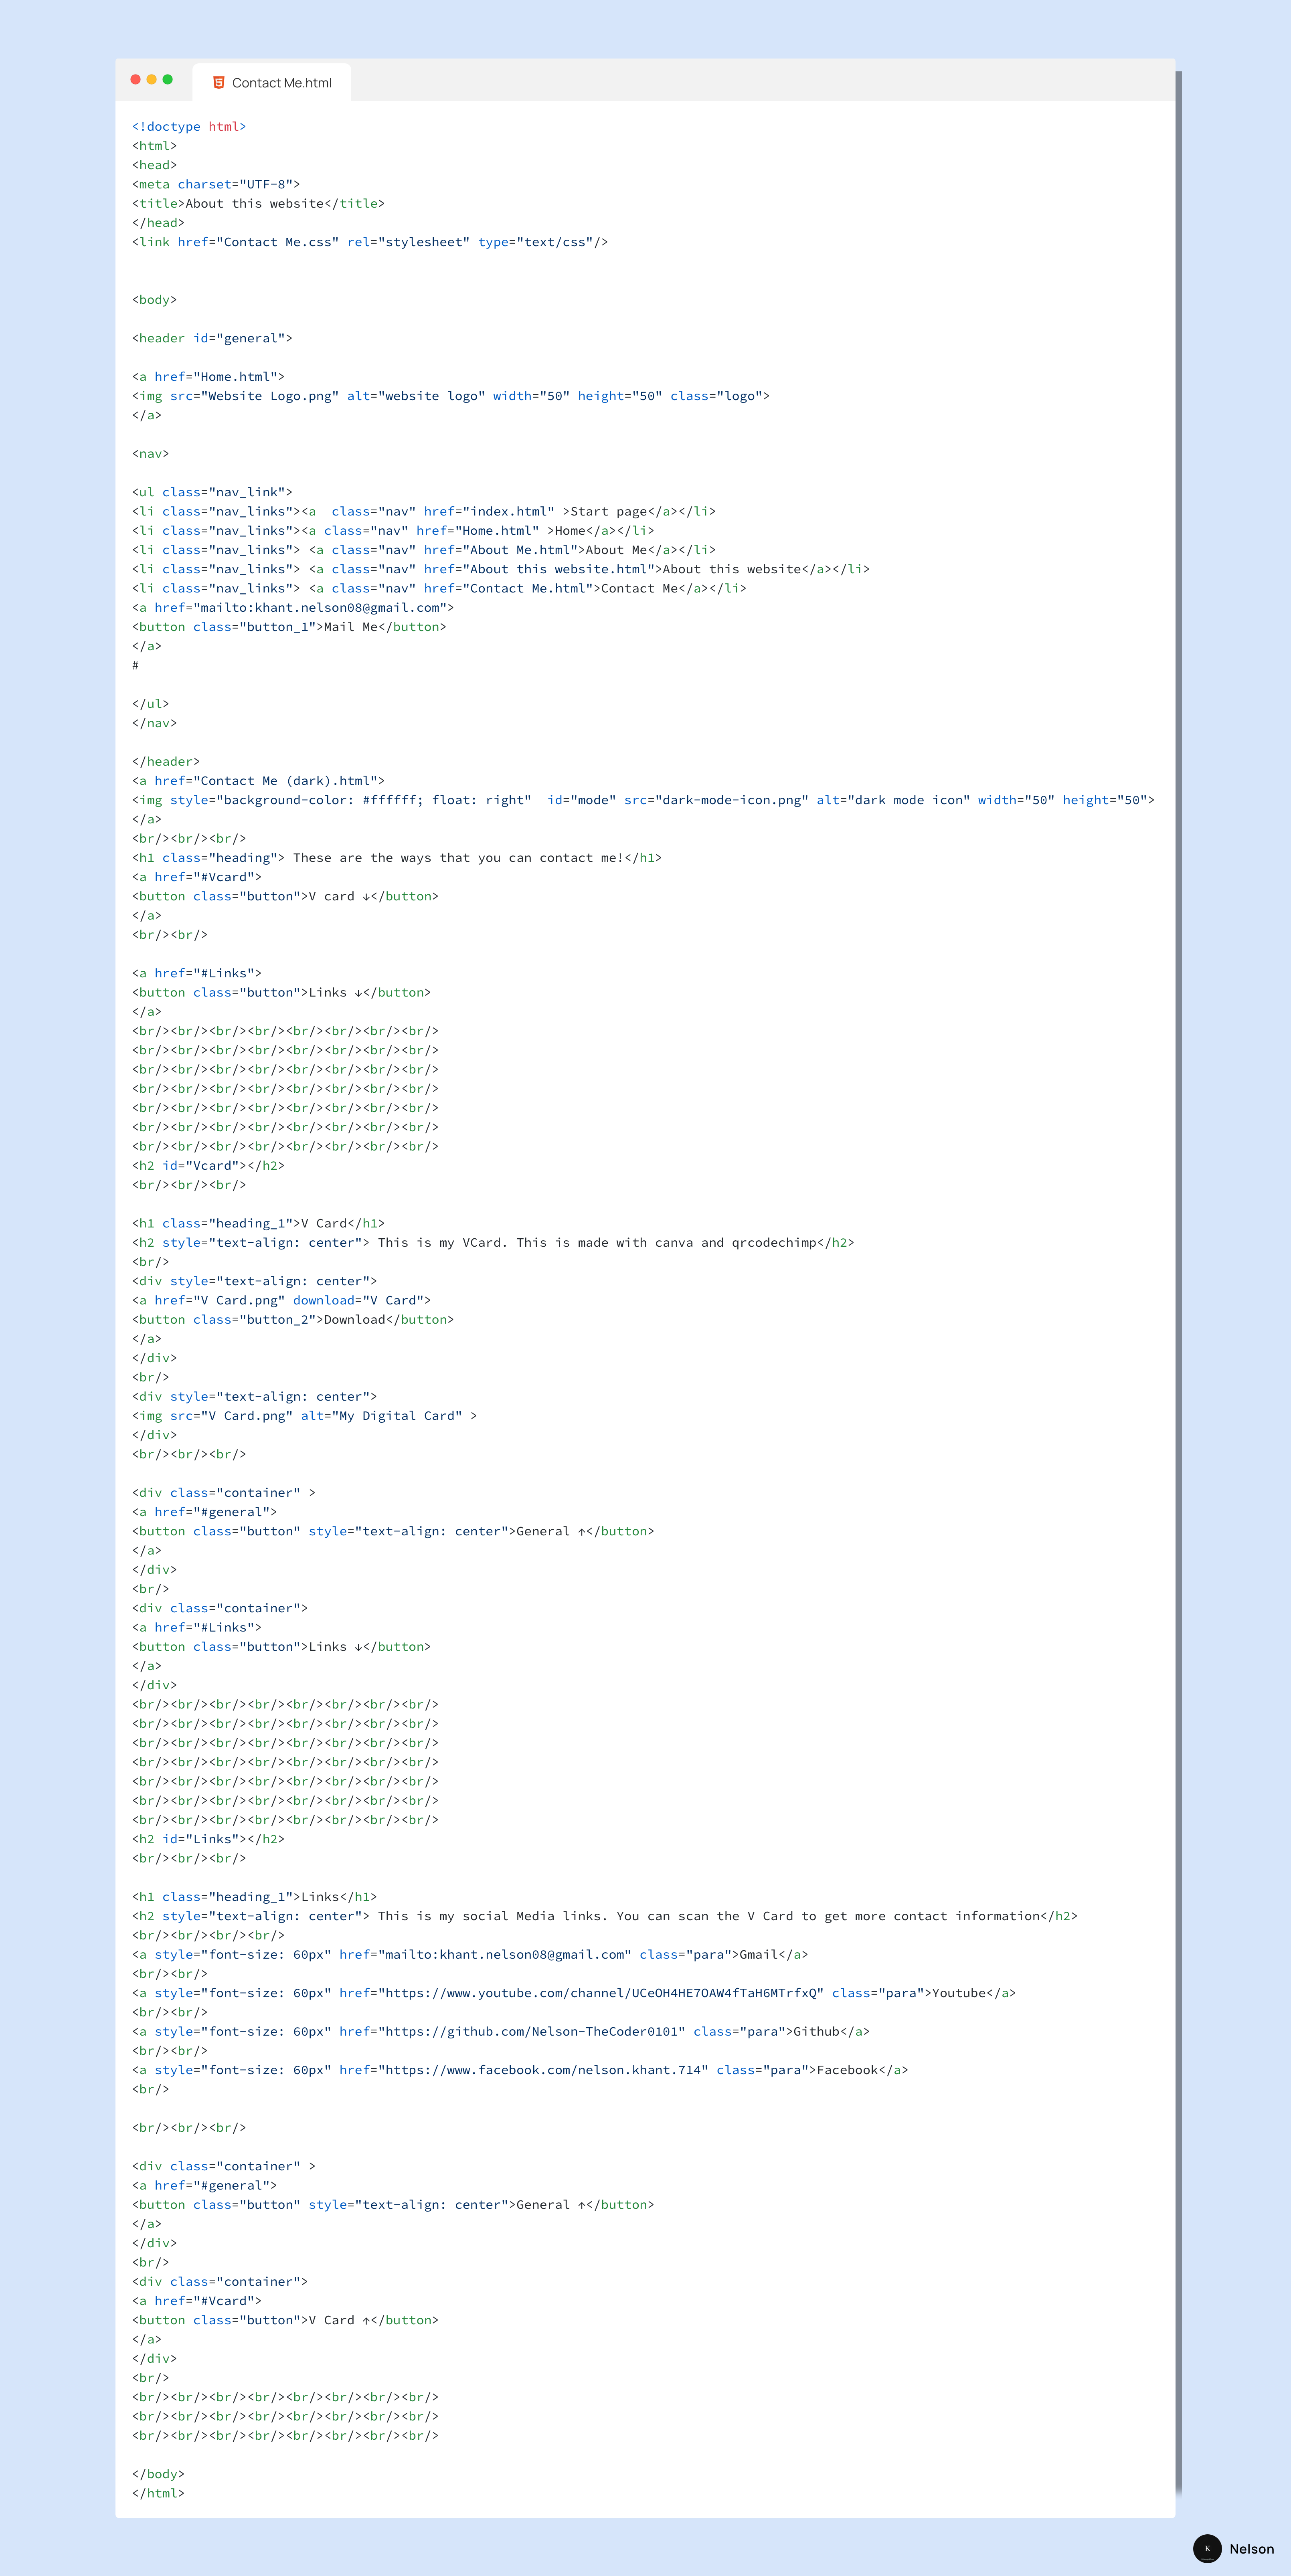 Contact Me.html
<!doctype html>
<html>
<head>
<meta charset="UTF-8">
<title>About this website</title>
</head>
<link href="Contact Me.css" rel="stylesheet" type="text/css"/>
<body>
<header id="general">
<a href="Home.html">
<img src="Website Logo.png" alt="website logo" width="50" height="50" class="logo">
</a>
<nav>
<ul class="nav_link">
<li class="nav_links"><a  class="nav" href="index.html" >Start page</a></li>
<li class="nav_links"><a class="nav" href="Home.html" >Home</a></li>
<li class="nav_links"> <a class="nav" href="About Me.html">About Me</a></li>
<li class="nav_links"> <a class="nav" href="About this website.html">About this website</a></li>
<li class="nav_links"> <a class="nav" href="Contact Me.html">Contact Me</a></li>
<a href="mailto:khant.nelson08@gmail.com">
<button class="button_1">Mail Me</button>
</a>
#
</ul>
</nav>
</header>
<a href="Contact Me (dark).html">
<img style="background-color: #ffffff; float: right"  id="mode" src="dark-mode-icon.png" alt="dark mode icon" width="50" height="50">
</a>
<br/><br/><br/>
<h1 class="heading"> These are the ways that you can contact me!</h1>
<a href="#Vcard">
<button class="button">V card ↓</button>
</a>
<br/><br/>
<a href="#Links">
<button class="button">Links ↓</button>
</a>
<br/><br/><br/><br/><br/><br/><br/><br/>
<br/><br/><br/><br/><br/><br/><br/><br/>
<br/><br/><br/><br/><br/><br/><br/><br/>
<br/><br/><br/><br/><br/><br/><br/><br/>
<br/><br/><br/><br/><br/><br/><br/><br/>
<br/><br/><br/><br/><br/><br/><br/><br/>
<br/><br/><br/><br/><br/><br/><br/><br/>
<h2 id="Vcard"></h2>
<br/><br/><br/>
<h1 class="heading_1">V Card</h1>
<h2 style="text-align: center"> This is my VCard. This is made with canva and qrcodechimp</h2>
<br/>
<div style="text-align: center">
<a href="V Card.png" download="V Card">
<button class="button_2">Download</button>
</a>
</div>
<br/>
<div style="text-align: center">
<img src="V Card.png" alt="My Digital Card" >
</div>
<br/><br/><br/>
<div class="container" >
<a href="#general">
<button class="button" style="text-align: center">General ↑</button>
</a>
</div>
<br/>
<div class="container">
<a href="#Links">
<button class="button">Links ↓</button>
</a>
</div>
<br/><br/><br/><br/><br/><br/><br/><br/>
<br/><br/><br/><br/><br/><br/><br/><br/>
<br/><br/><br/><br/><br/><br/><br/><br/>
<br/><br/><br/><br/><br/><br/><br/><br/>
<br/><br/><br/><br/><br/><br/><br/><br/>
<br/><br/><br/><br/><br/><br/><br/><br/>
<br/><br/><br/><br/><br/><br/><br/><br/>
<h2 id="Links"></h2>
<br/><br/><br/>
<h1 class="heading_1">Links</h1>
<h2 style="text-align: center"> This is my social Media links. You can scan the V Card to get more contact information</h2>
<br/><br/><br/><br/>
<a style="font-size: 60px" href="mailto:khant.nelson08@gmail.com" class="para">Gmail</a>
<br/><br/>
<a style="font-size: 60px" href="https://www.youtube.com/channel/UCeOH4HE7OAW4fTaH6MTrfxQ" class="para">Youtube</a>
<br/><br/>
<a style="font-size: 60px" href="https://github.com/Nelson-TheCoder0101" class="para">Github</a>
<br/><br/>
<a style="font-size: 60px" href="https://www.facebook.com/nelson.khant.714" class="para">Facebook</a>
<br/>
<br/><br/><br/>
<div class="container" >
<a href="#general">
<button class="button" style="text-align: center">General ↑</button>
</a>
</div>
<br/>
<div class="container">
<a href="#Vcard">
<button class="button">V Card ↑</button>
</a>
</div>
<br/>
<br/><br/><br/><br/><br/><br/><br/><br/>
<br/><br/><br/><br/><br/><br/><br/><br/>
<br/><br/><br/><br/><br/><br/><br/><br/>
</body>
</html>
K
Nelson